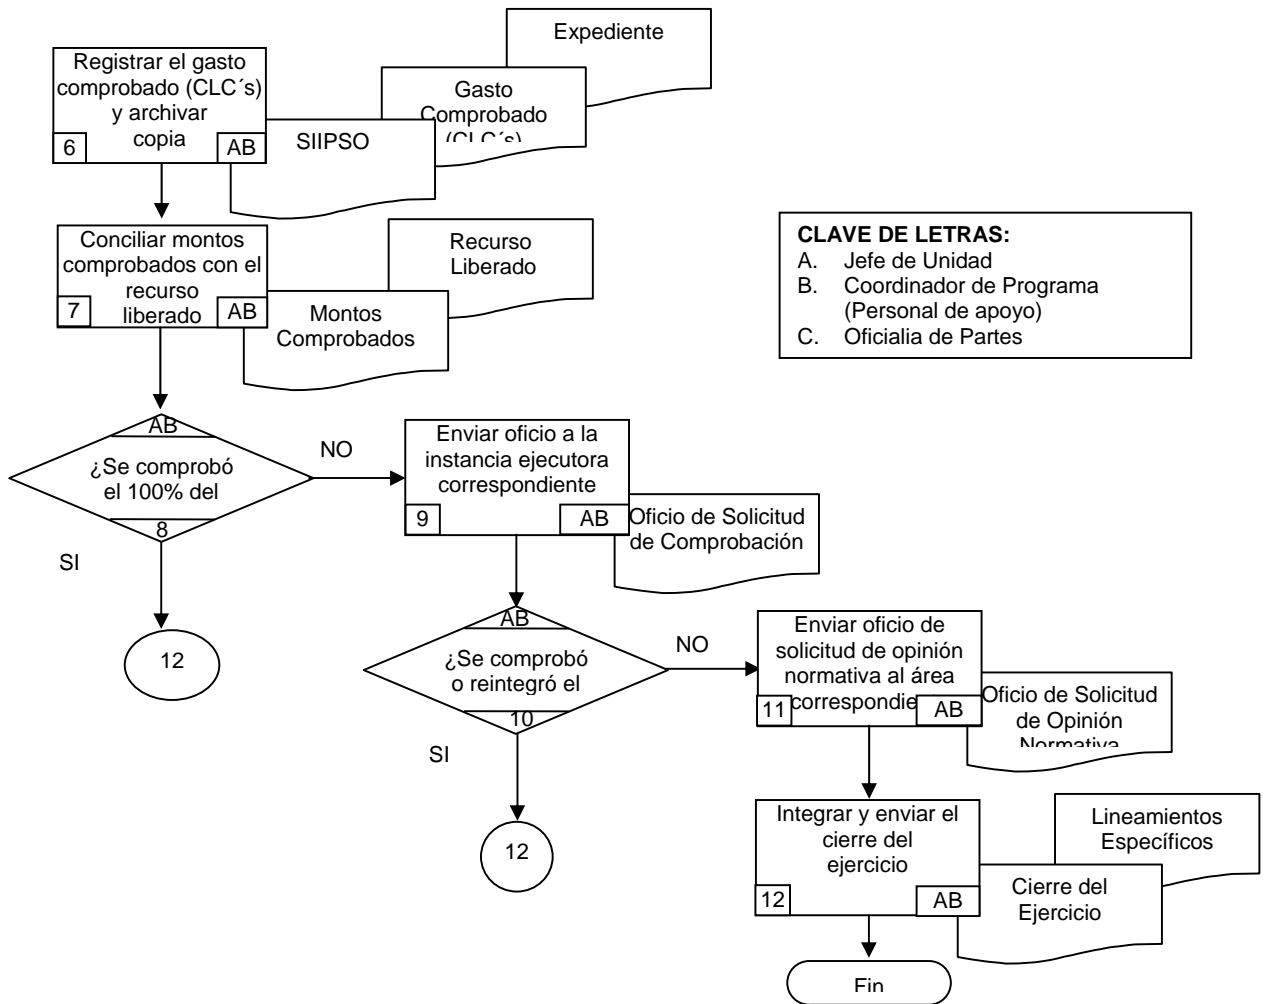 Expediente
Registrar el gasto
comprobado (CLC´s)
y archivar
copia
6
AB
Gasto
Comprobado
(CLC´s)
SIIPSO
Conciliar montos
comprobados con el
recurso
liberado
7
AB
Recurso
Liberado
Montos
Comprobados
CLAVE DE LETRAS:
A. Jefe de Unidad
B. Coordinador de Programa
(Personal de apoyo)
C. Oficialia de Partes
AB
¿Se comprobó
el 100% del
8
NO
SI
12
Enviar oficio a la
instancia ejecutora
correspondiente
9
AB
Oficio de Solicitud
de Comprobación
AB
¿Se comprobó
o reintegró el
10
NO
SI
12
Enviar oficio de
solicitud de opinión
normativa al área
correspondie
11
AB
Oficio de Solicitud
de Opinión
Normativa
Integrar y enviar el
cierre del
ejercicio
12
AB
Lineamientos
Específicos
Cierre del
Ejercicio
Fin